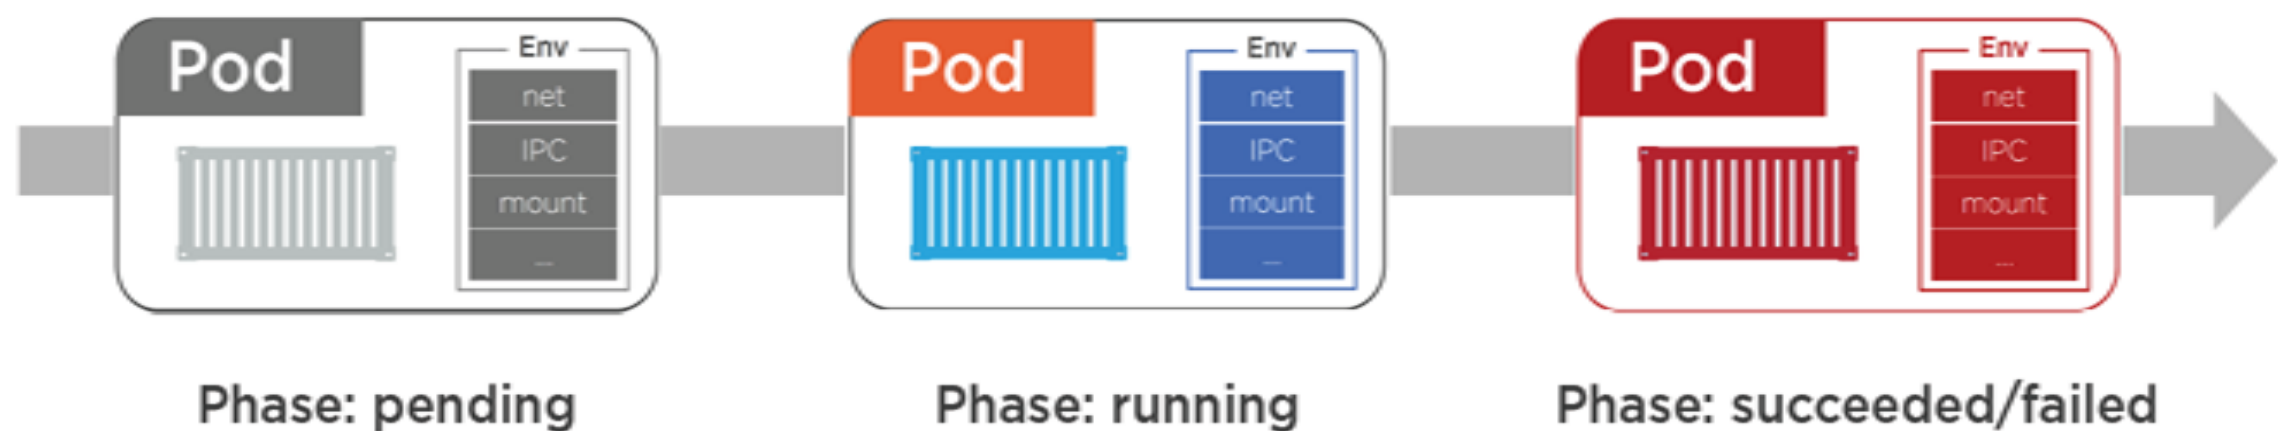 Pod
Env
net
IPC
mount
...
Phase: pending
Pod
Env
net
IPC
mount
...
Phase: running
Pod
Env
net
IPC
mount
...
Phase: succeeded/failed